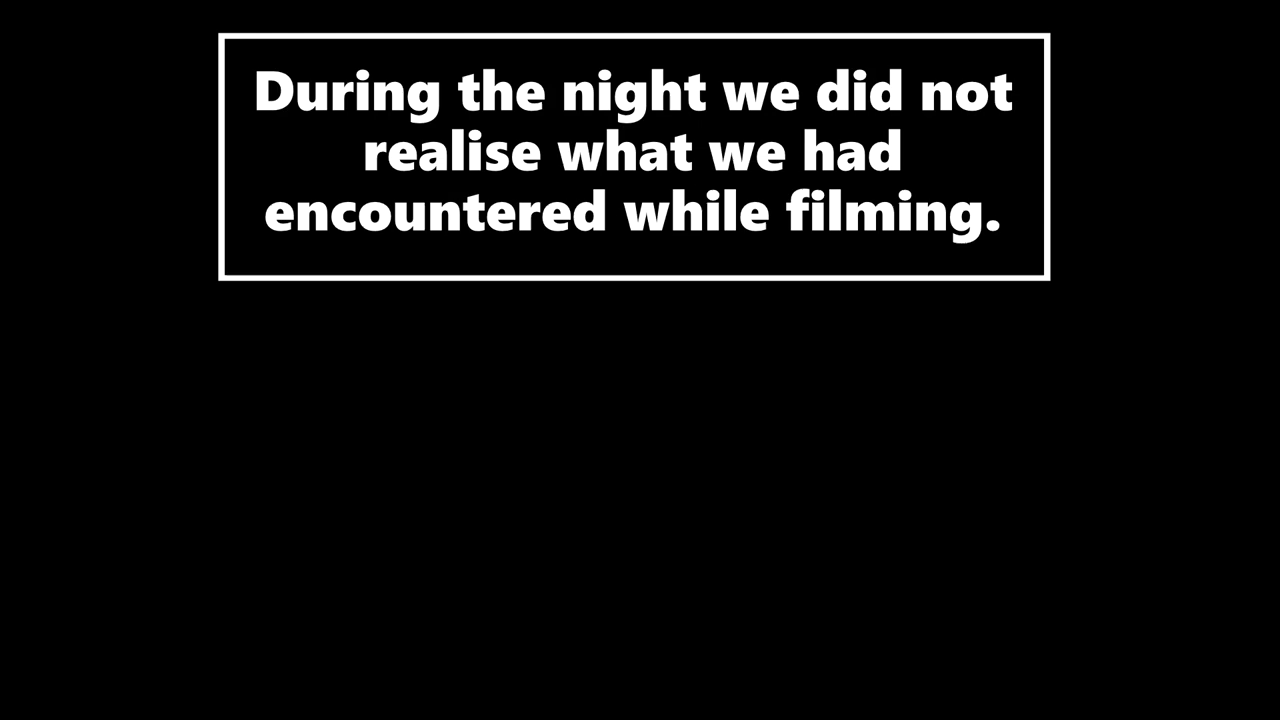 During the night we did not
realise what we had
encountered while filming.